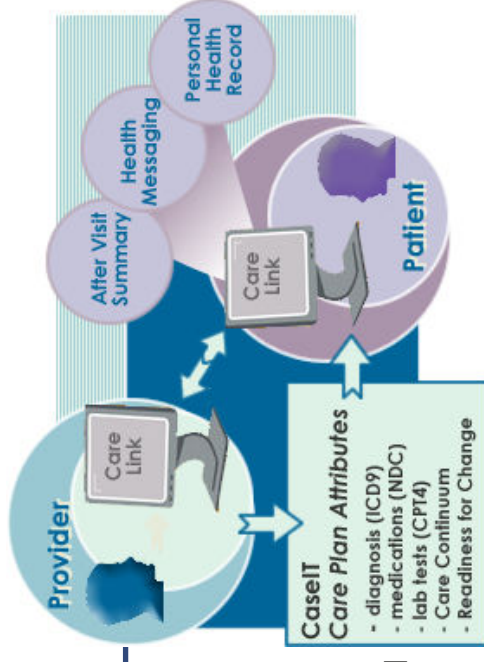 Provider
Care
Link
After Visit
Summary
Health
Messaging
Personal
Health
Record
Care
Link
Patient
CaseIT
Care Plan Attributes
- diagnosis (ICD9)
- medications (NDC)
- lab tests (CPT4)
- Care Continuum
- Readiness for Change